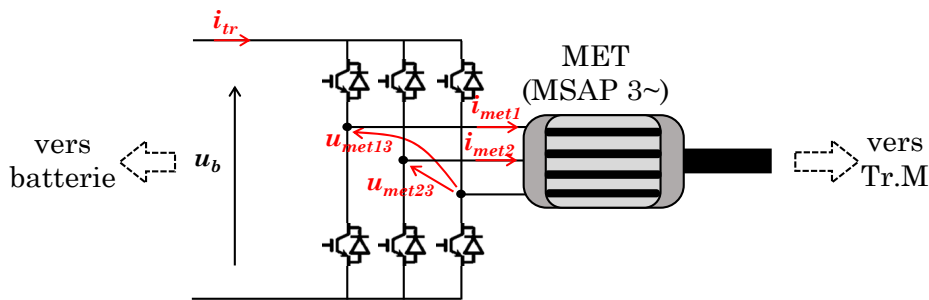 i_tr
MET
(MSAP 3~)
i_met1
u_met13
i_met2
vers
batterie
u_b
u_met23
vers
Tr.M